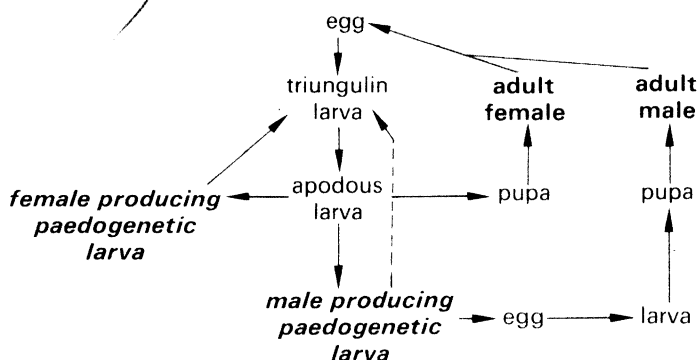 egg
triungulin
larva
adult
female
adult
male
female producing
paedogenetic
larva
apodous
larva
pupa
pupa
male producing
paedogenetic
larva
egg
larva